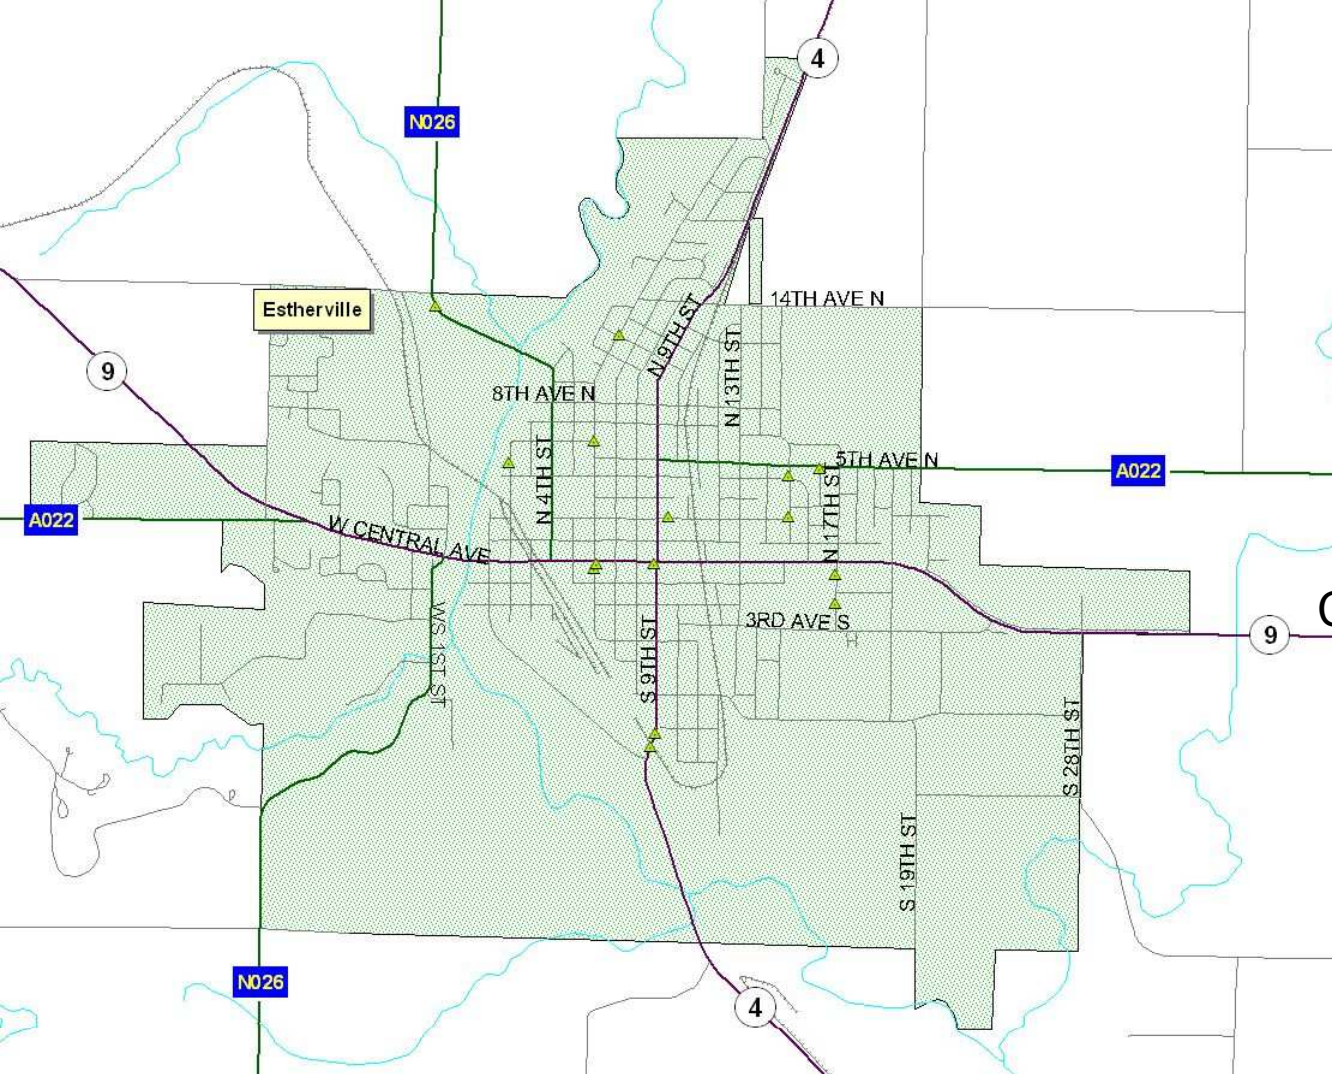 4
N026
14TH AVE N
Estherville
N 9TH ST
N 13TH ST
9
8TH AVE N
5TH AVE N
A022
N 4TH ST
N 17TH ST
A022
W CENTRAL AVE
3RD AVE S
9
W S 1ST ST
S 9TH ST
S 28TH ST
S 19TH ST
N026
4